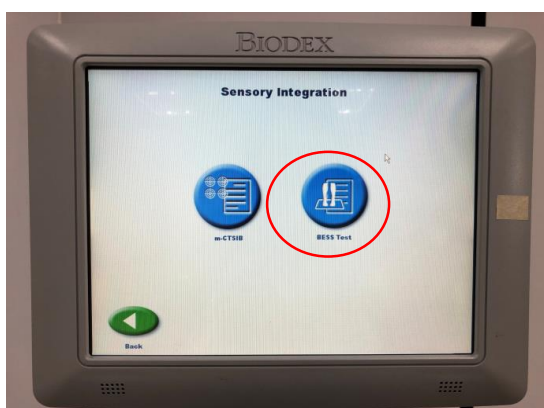 BIODEX
Sensory Integration
m-CTSIB
BESS Test
Back